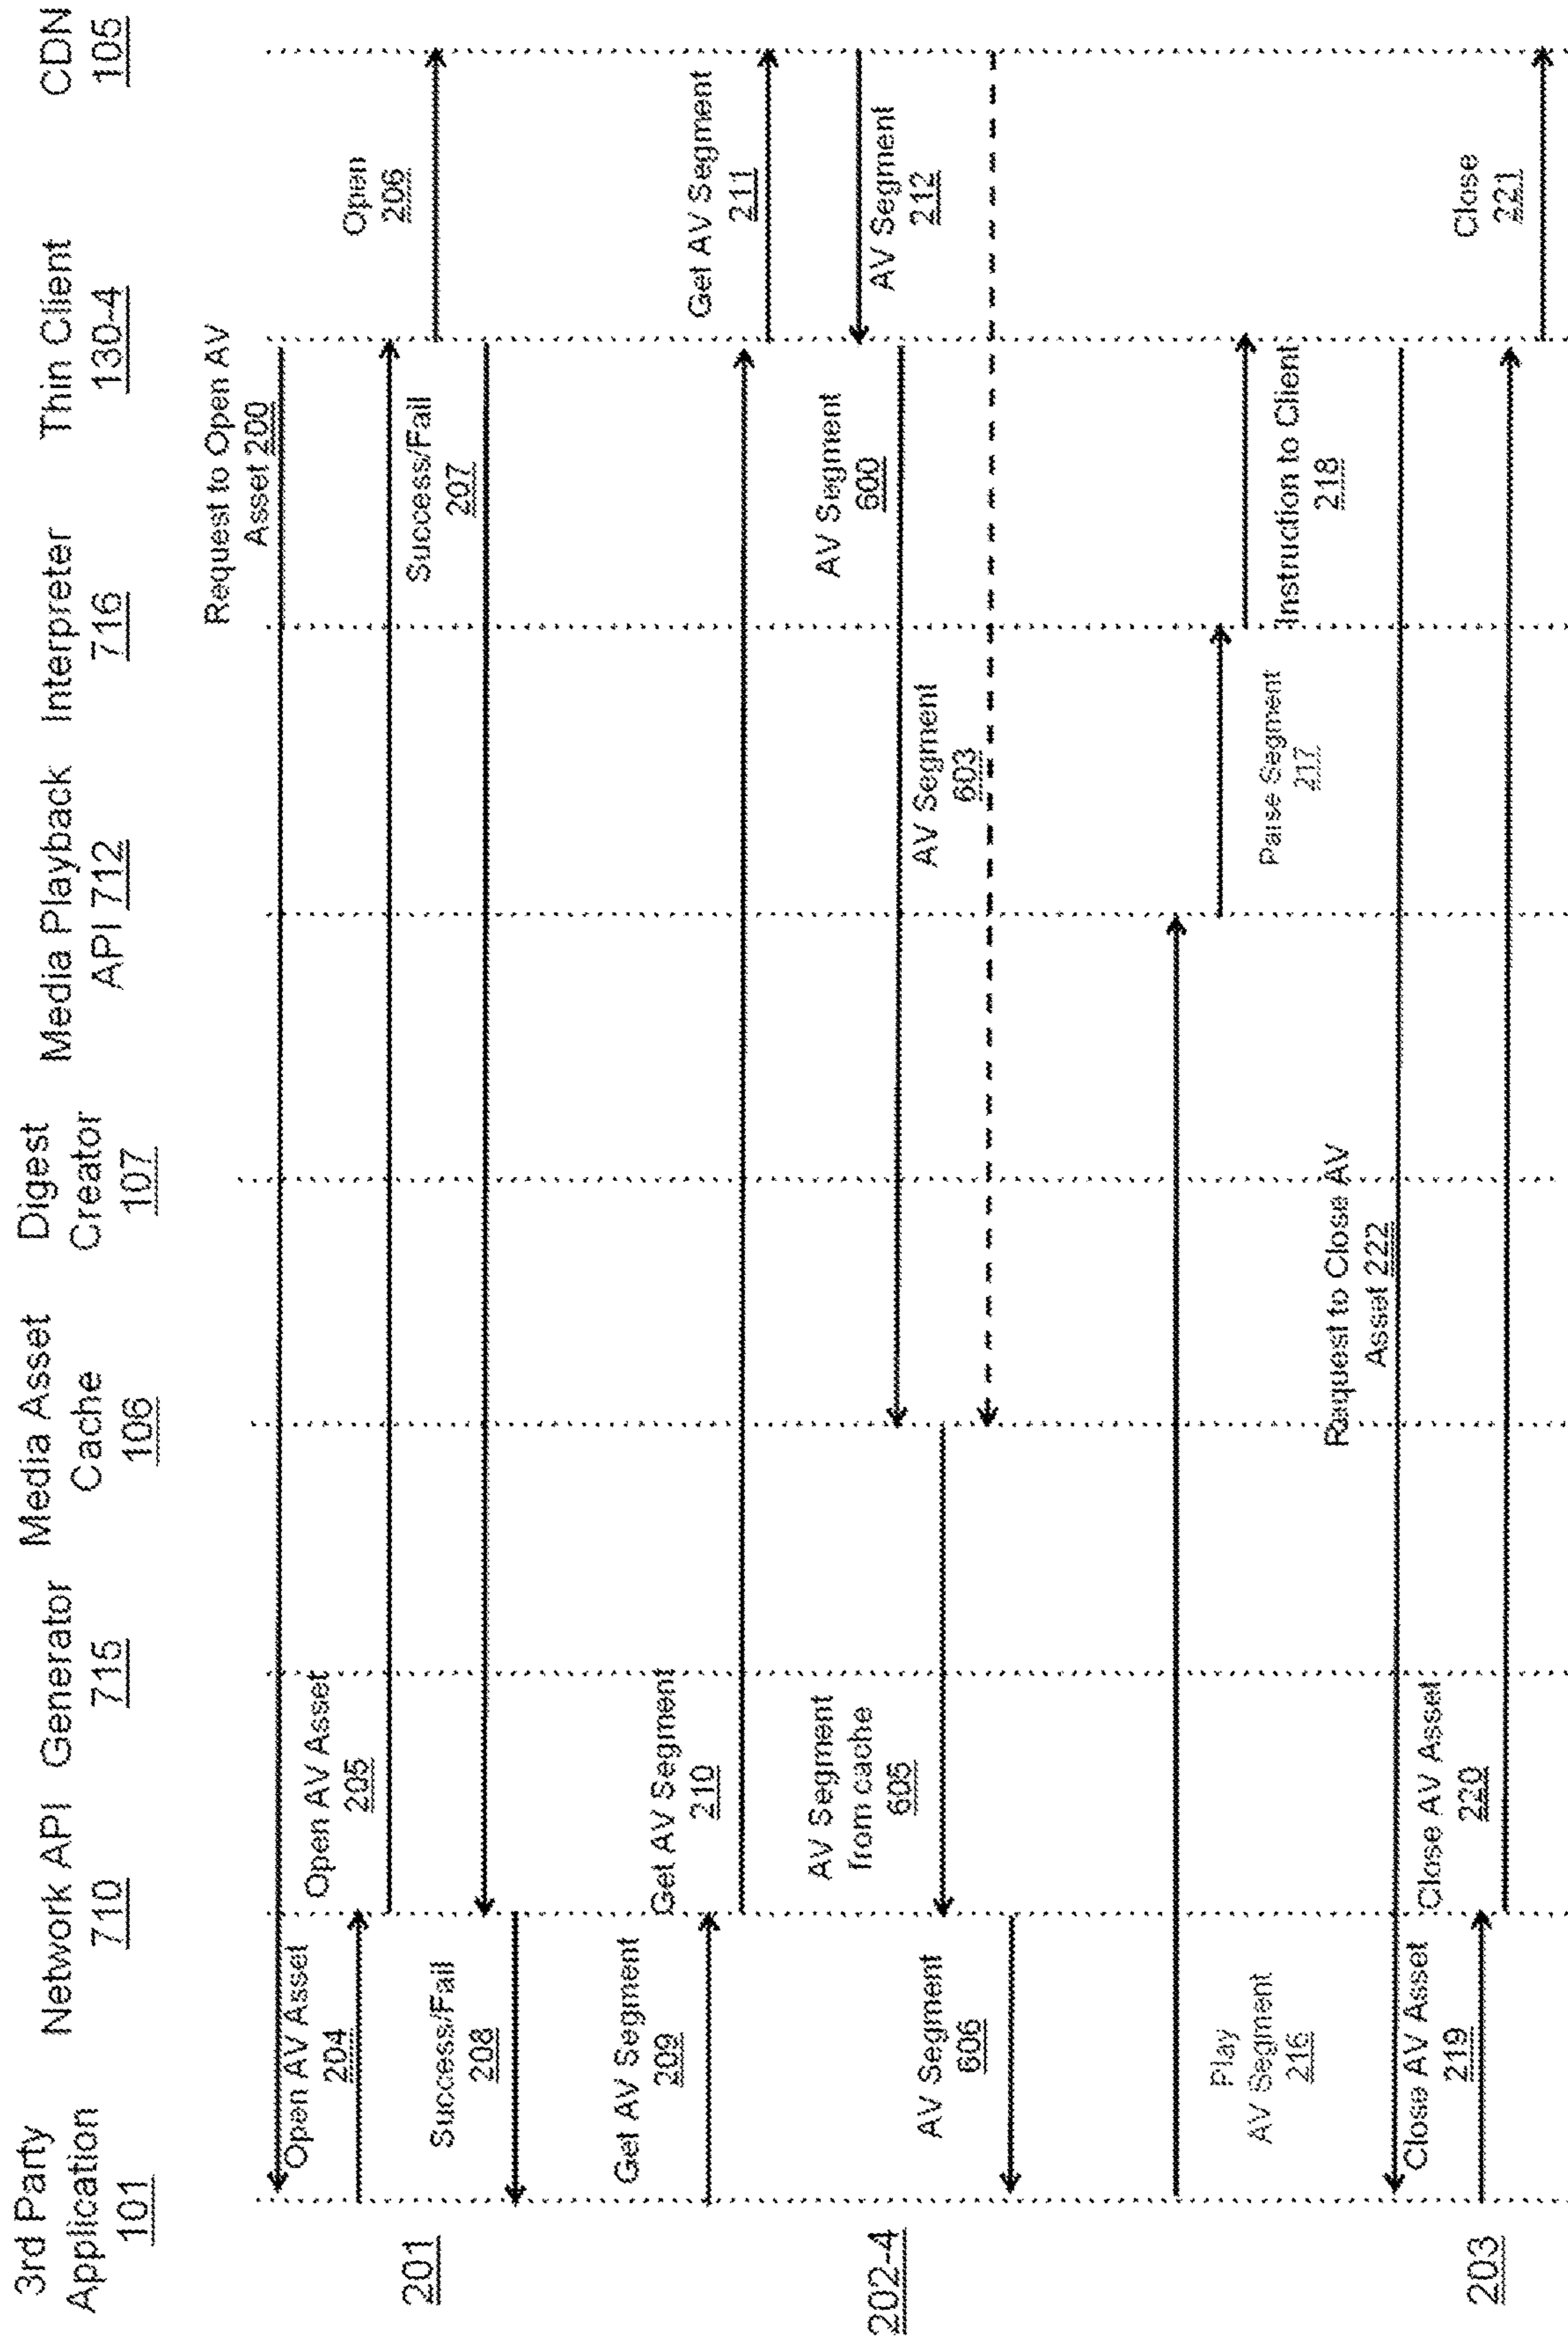 3rd Party
Application
101
Network API
710
Generator
715
Media Asset
Cache
106
Digest
Creator
107
Media Playback
API 712
Interpreter
716
Thin Client
130-4
CDN
105
Request to Open AV
Asset 200
201
Open AV Asset
204
Open AV Asset
205
Open
206
Success/Fail
207
Success/Fail
208
Get AV Segment
209
Get AV Segment
210
Get AV Segment
211
202-4
AV Segment
212
AV Segment
600
AV Segment
from cache
605
AV Segment
603
AV Segment
606
Play
AV Segment
216
Parse Segment
217
Instruction to Client
218
Request to Close AV
Asset 222
203
Close AV Asset
219
Close AV Asset
220
Close
221